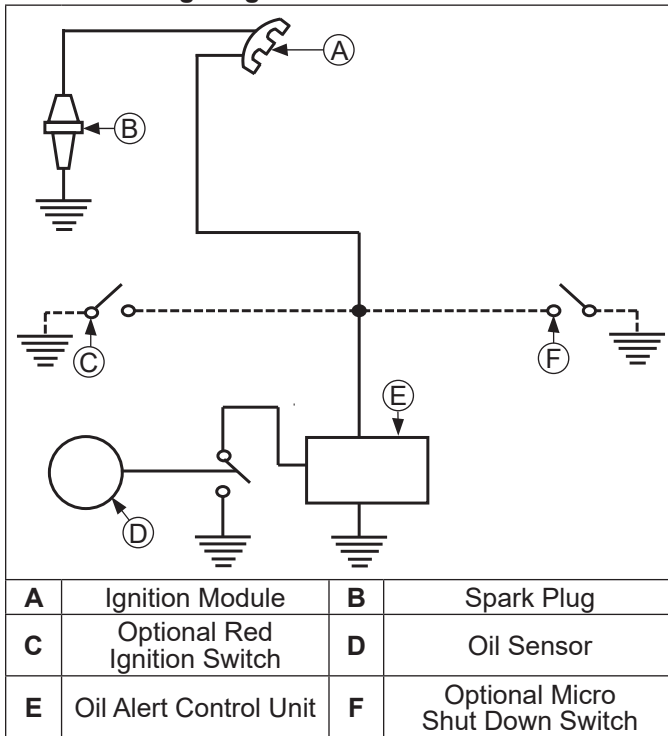 A
B
C
F
E
D
A Ignition Module B Spark Plug
C Optional Red Ignition Switch D Oil Sensor
E Oil Alert Control Unit F Optional Micro Shut Down Switch